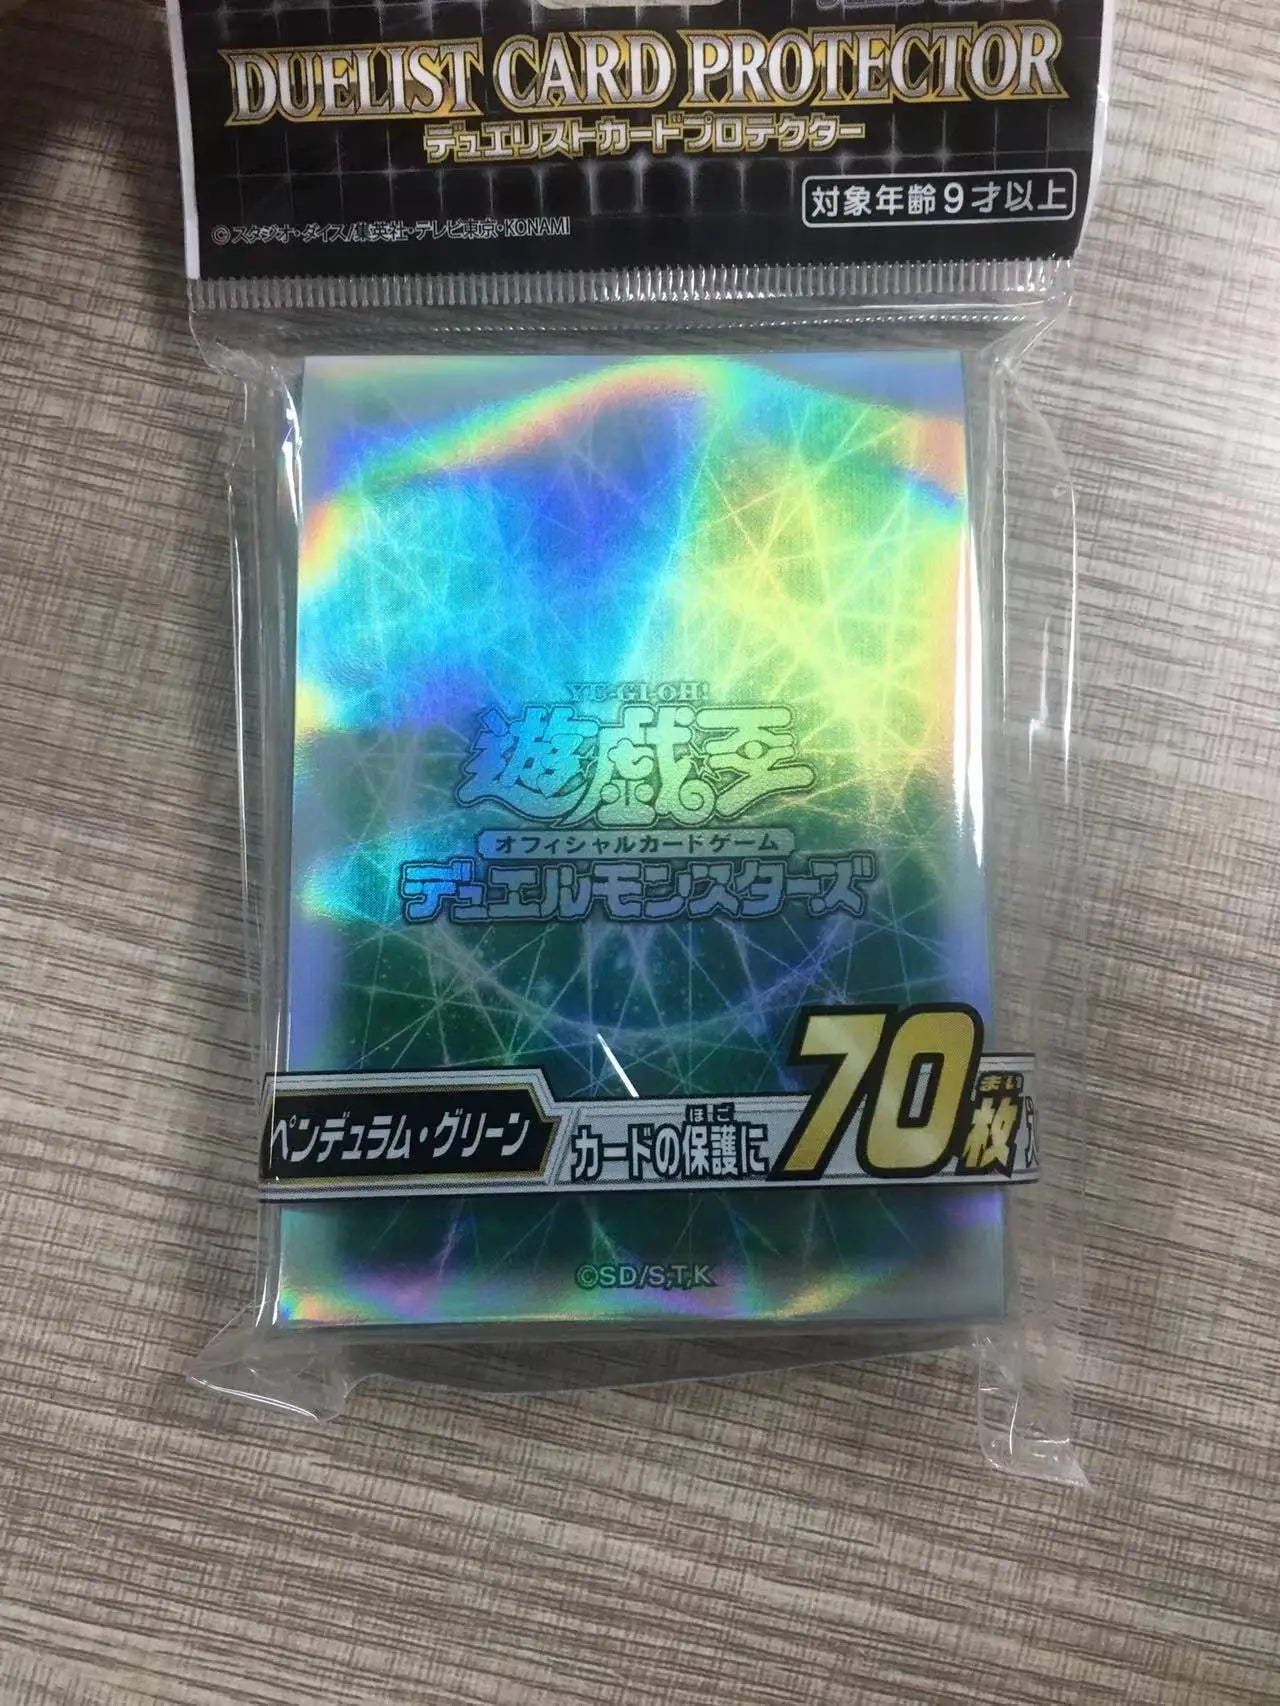 DUELIST CARD PROTECTOR
デュエリストカードプロテクター
対象年齢9才以上
©スタジオ・ダイス/集英社・テレビ東京・KONAMI
YU-GI-OH!
遊戯王
オフィシャルカードゲーム
デュエルモンスターズ
ペンデュラム・グリーン
カードの保護に70枚
ほご
まい
©SD/S,T,K